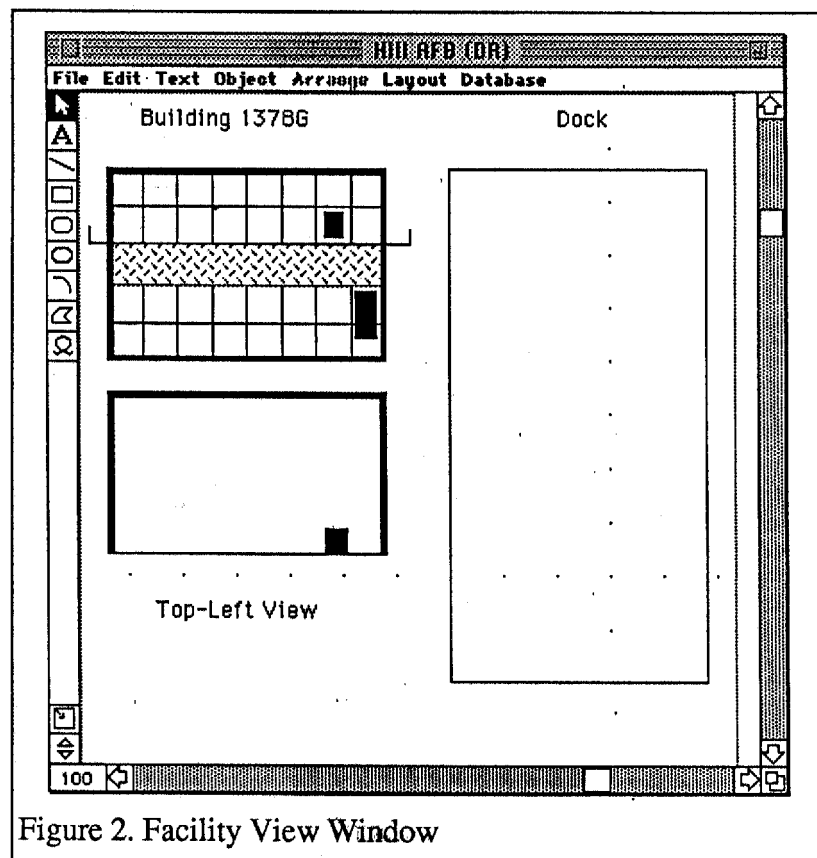 Hill AFB (DR)
File Edit Text Object Arrange Layout Database
A
Building 1378G
Dock
Top-Left View
100
Figure 2. Facility View Window